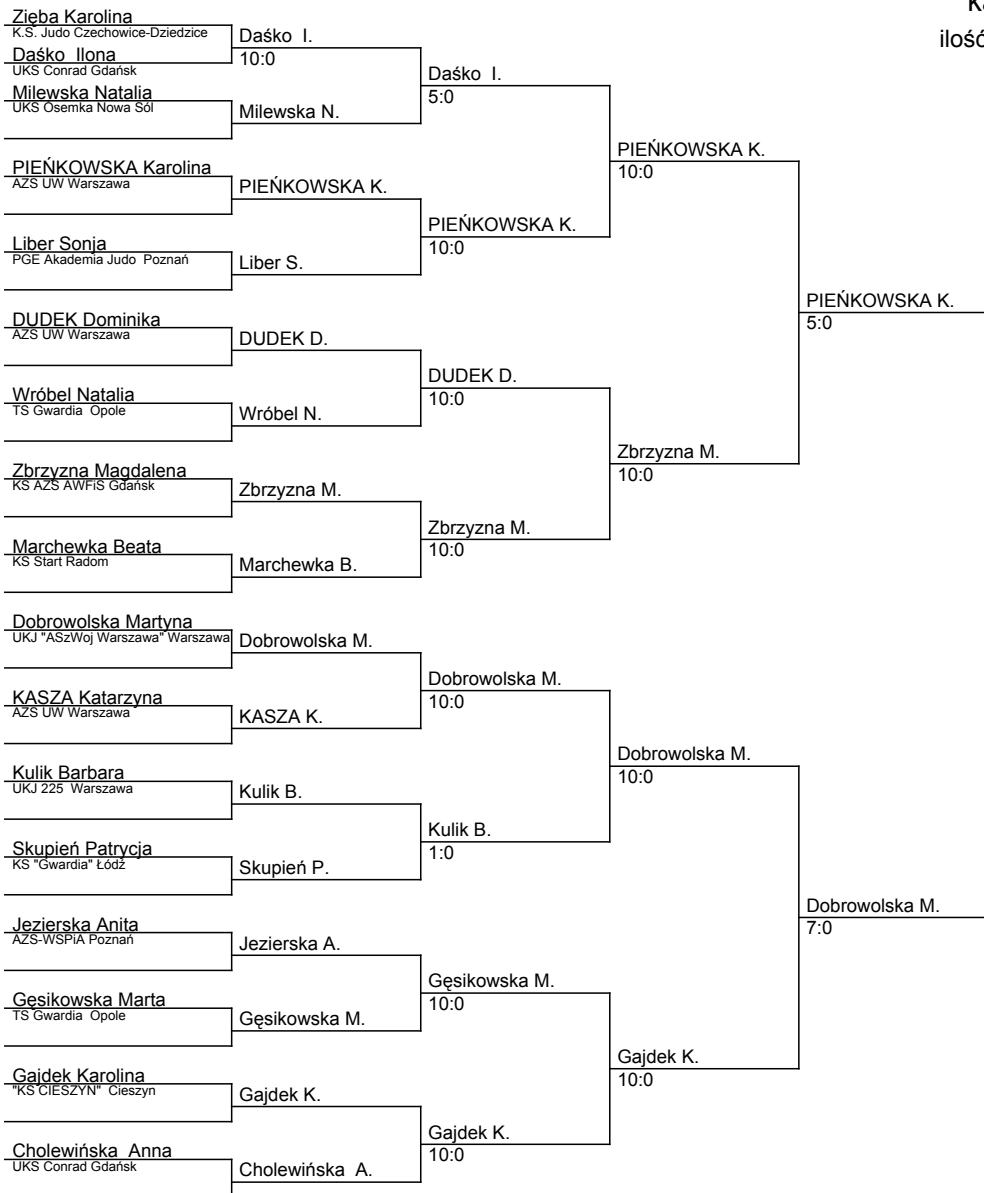 Zięba Karolina
K.S. Judo Czechowice-Dziedzice
Daśko Ilona
UKS Conrad Gdańsk
Milewska Natalia
UKS Ósemka Nowa Sól
PIEŃKOWSKA Karolina
AZS UW Warszawa
Liber Sonja
PGE Akademia Judo Poznań
DUDEK Dominika
AZS UW Warszawa
Wróbel Natalia
TS Gwardia Opole
Zbrzyzna Magdalena
KS AZS AWFiS Gdańsk
Marchewka Beata
KS Start Radom
Dobrowolska Martyna
UKJ "ASzWoj Warszawa" Warszawa
KASZA Katarzyna
AZS UW Warszawa
Kulik Barbara
UKJ 225 Warszawa
Skupień Patrycja
KS "Gwardia" Łódź
Jezierska Anita
AZS-WSPiA Poznań
Gęsikowska Marta
TS Gwardia Opole
Gajdek Karolina
"KS CIESZYN" Cieszyn
Cholewińska Anna
UKS Conrad Gdańsk
Daśko I.
10:0
Milewska N.
PIEŃKOWSKA K.
Liber S.
DUDEK D.
Wróbel N.
Zbrzyzna M.
Marchewka B.
Dobrowolska M.
KASZA K.
Kulik B.
Skupień P.
Jezierska A.
Gęsikowska M.
Gajdek K.
Cholewińska A.
Daśko I.
5:0
PIEŃKOWSKA K.
10:0
DUDEK D.
10:0
Zbrzyzna M.
10:0
Dobrowolska M.
10:0
Kulik B.
1:0
Gęsikowska M.
10:0
Gajdek K.
10:0
PIEŃKOWSKA K.
10:0
Zbrzyzna M.
10:0
Dobrowolska M.
10:0
Gajdek K.
10:0
PIEŃKOWSKA K.
5:0
Dobrowolska M.
7:0
ilość